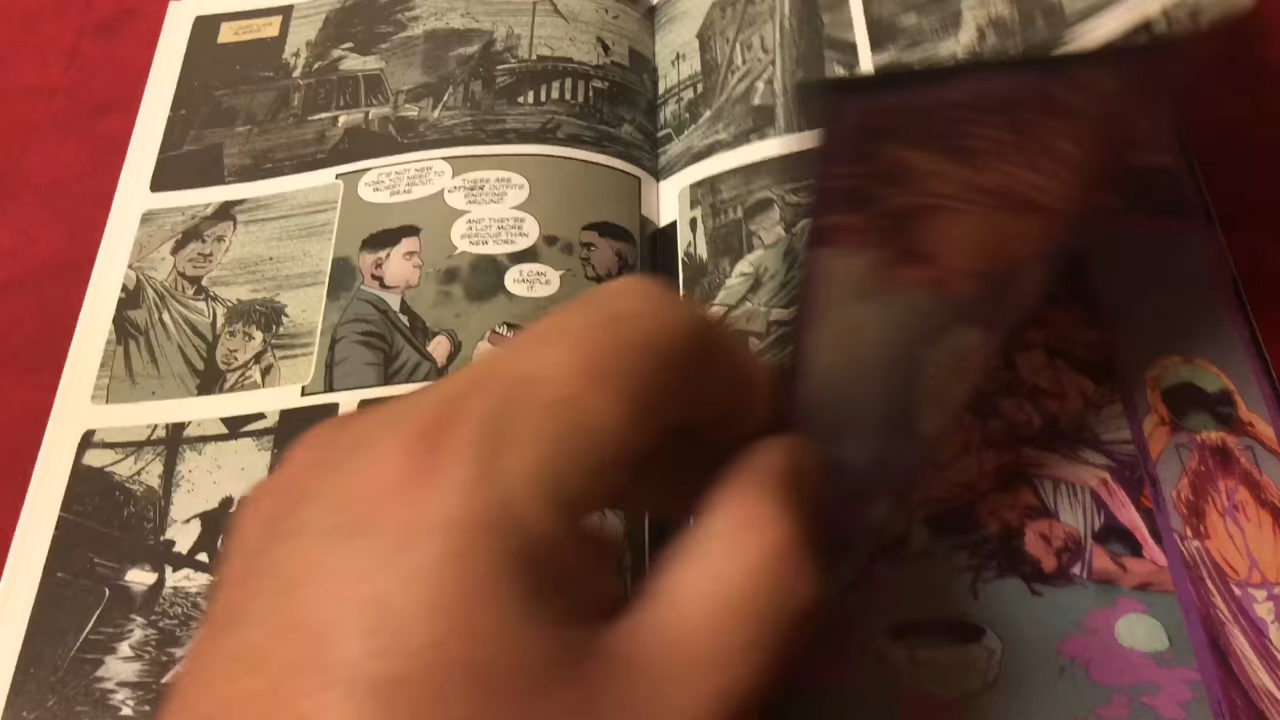 IT'S NOT NEW
YORK YOU NEED TO
WORRY ABOUT,
BRAE.
THERE ARE
OTHER OUTFITS
SNIFFING
AROUND.
AND THEY'RE
A LOT MORE
SERIOUS THAN
NEW YORK.
I CAN
HANDLE
IT.